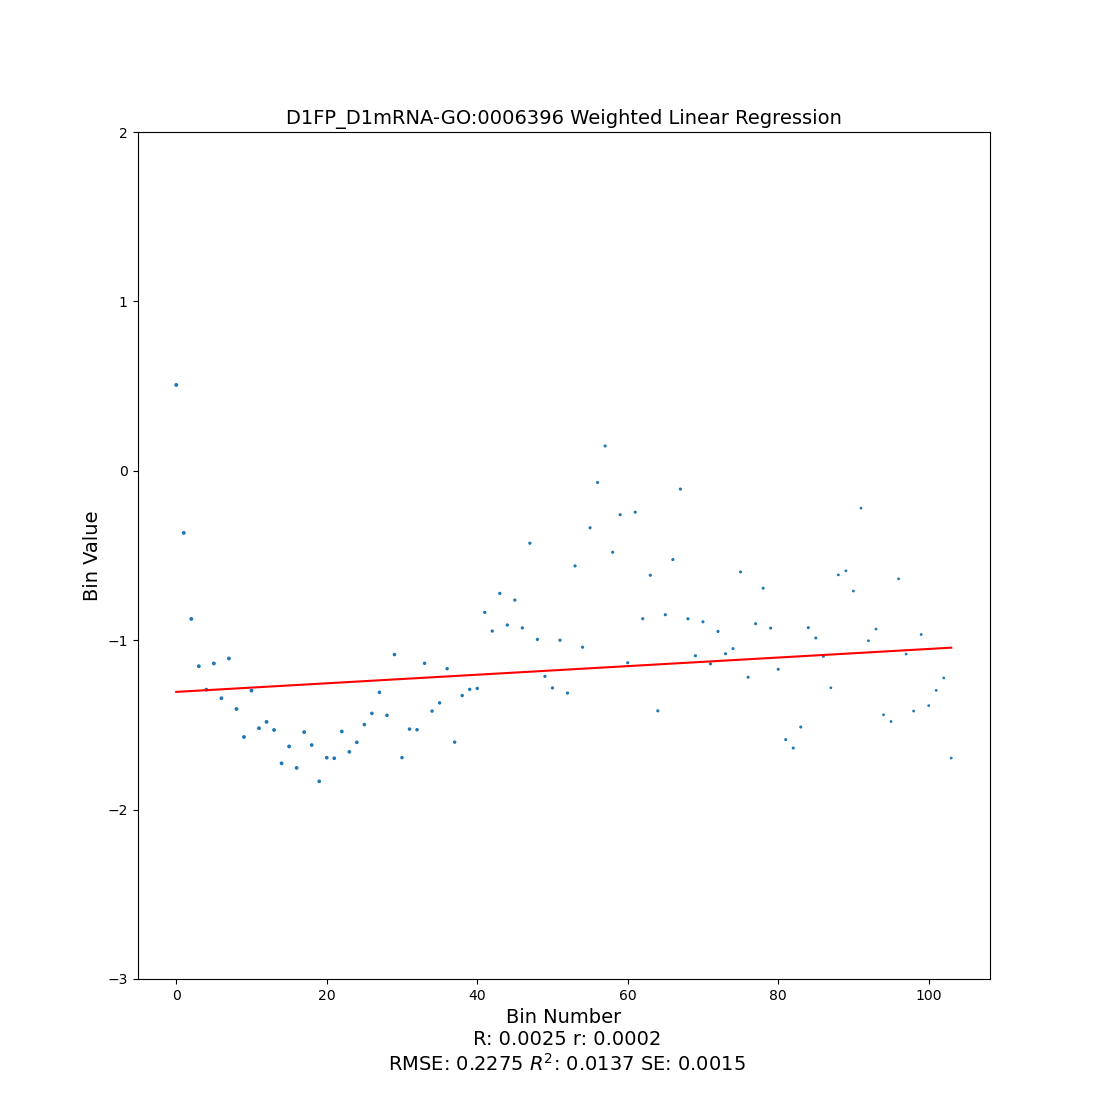 D1FP_D1mRNA-GO:0006396 Weighted Linear Regression
2
1
0
−1
−2
−3
Bin Value
0 20 40 60 80 100
Bin Number
R: 0.0025 r: 0.0002
RMSE: 0.2275 R²: 0.0137 SE: 0.0015